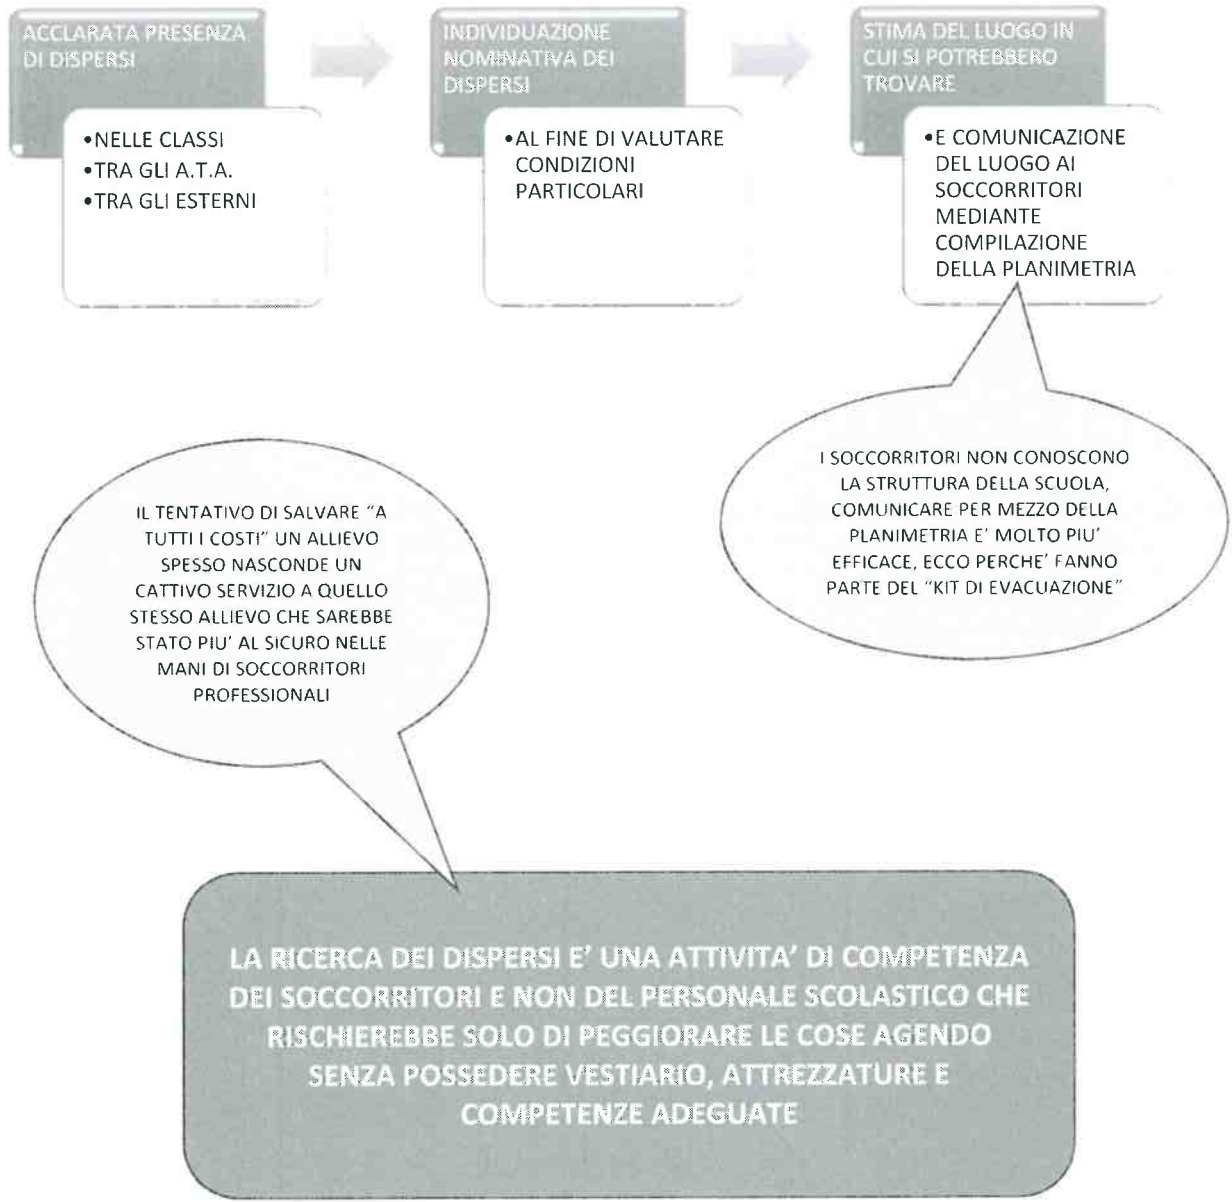 ACCLARATA PRESENZA
DI DISPERSI
•NELLE CLASSI
•TRA GLI A.T.A.
•TRA GLI ESTERNI
INDIVIDUAZIONE
NOMINATIVA DEI
DISPERSI
•AL FINE DI VALUTARE
CONDIZIONI
PARTICOLARI
STIMA DEL LUOGO IN
CUI SI POTREBBERO
TROVARE
•E COMUNICAZIONE
DEL LUOGO AI
SOCCORRITORI
MEDIANTE
COMPILAZIONE
DELLA PLANIMETRIA
I SOCCORRITORI NON CONOSCONO
LA STRUTTURA DELLA SCUOLA,
COMUNICARE PER MEZZO DELLA
PLANIMETRIA E' MOLTO PIU'
EFFICACE, ECCO PERCHE' FANNO
PARTE DEL "KIT DI EVACUAZIONE"
IL TENTATIVO DI SALVARE "A
TUTTI I COSTI" UN ALLIEVO
SPESSO NASCONDE UN
CATTIVO SERVIZIO A QUELLO
STESSO ALLIEVO CHE SAREBBE
STATO PIU' AL SICURO NELLE
MANI DI SOCCORRITORI
PROFESSIONALI
LA RICERCA DEI DISPERSI E' UNA ATTIVITA' DI COMPETENZA
DEI SOCCORRITORI E NON DEL PERSONALE SCOLASTICO CHE
RISCHIEREBBE SOLO DI PEGGIORARE LE COSE AGENDO
SENZA POSSEDERE VESTIARIO, ATTREZZATURE E
COMPETENZE ADEGUATE